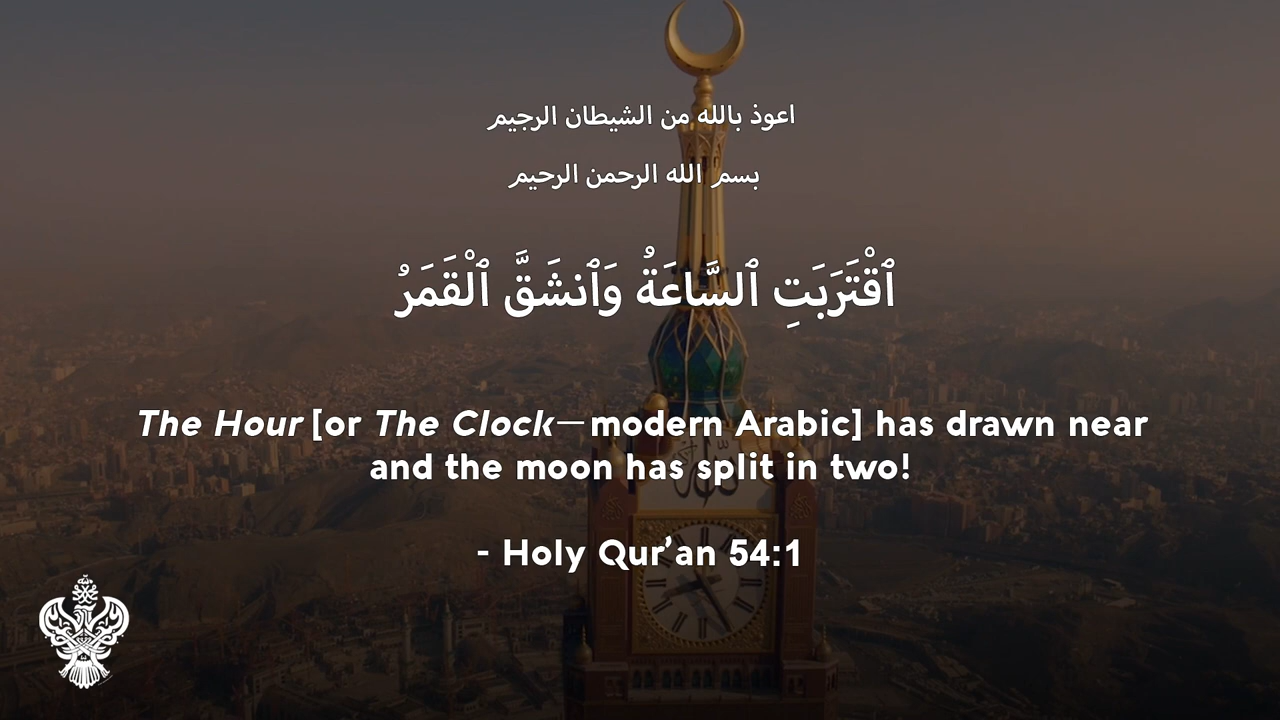 اعوذ بالله من الشيطان الرجيم
بسم الله الرحمن الرحيم
ٱقْتَرَبَتِ ٱلسَّاعَةُ وَٱنشَقَّ ٱلْقَمَرُ
The Hour [or The Clock—modern Arabic] has drawn near
and the moon has split in two!
- Holy Qur'an 54:1